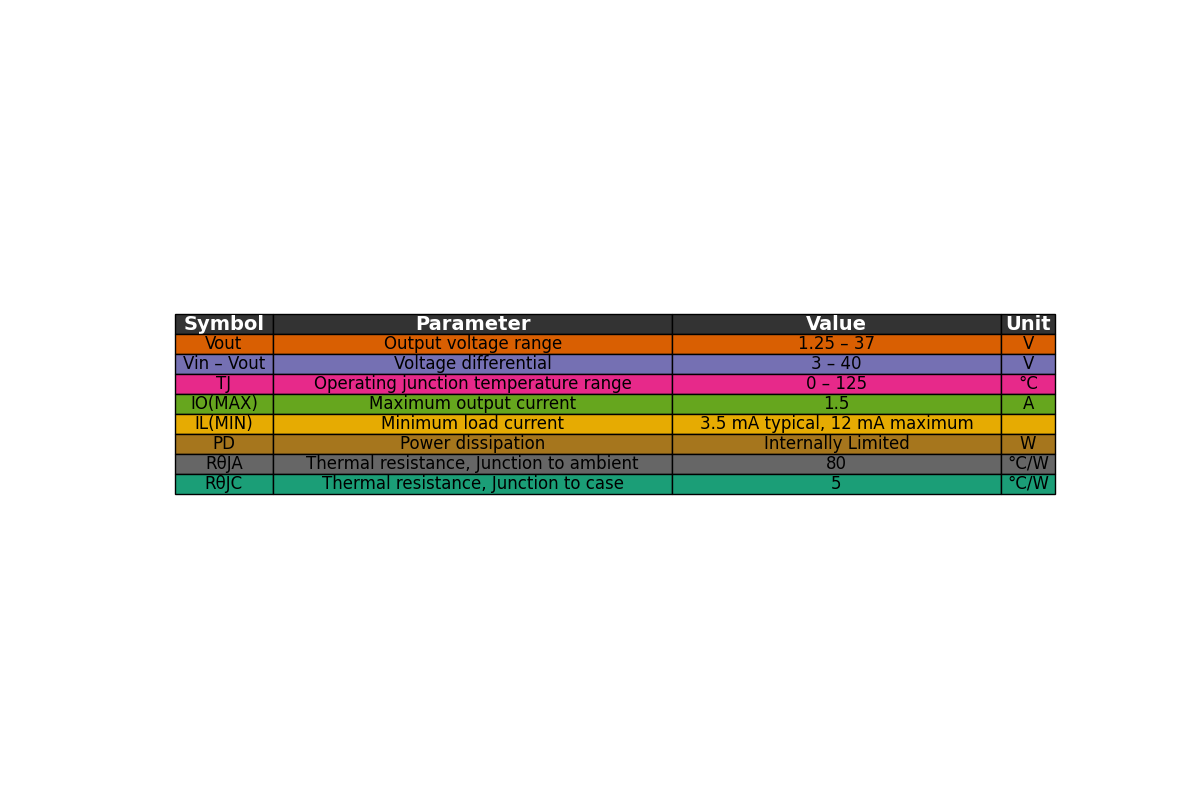 Symbol Parameter Value Unit
Vout Output voltage range 1.25 – 37 V
Vin – Vout Voltage differential 3 – 40 V
TJ Operating junction temperature range 0 – 125 °C
IO(MAX) Maximum output current 1.5 A
IL(MIN) Minimum load current 3.5 mA typical, 12 mA maximum
PD Power dissipation Internally Limited W
RθJA Thermal resistance, Junction to ambient 80 °C/W
RθJC Thermal resistance, Junction to case 5 °C/W